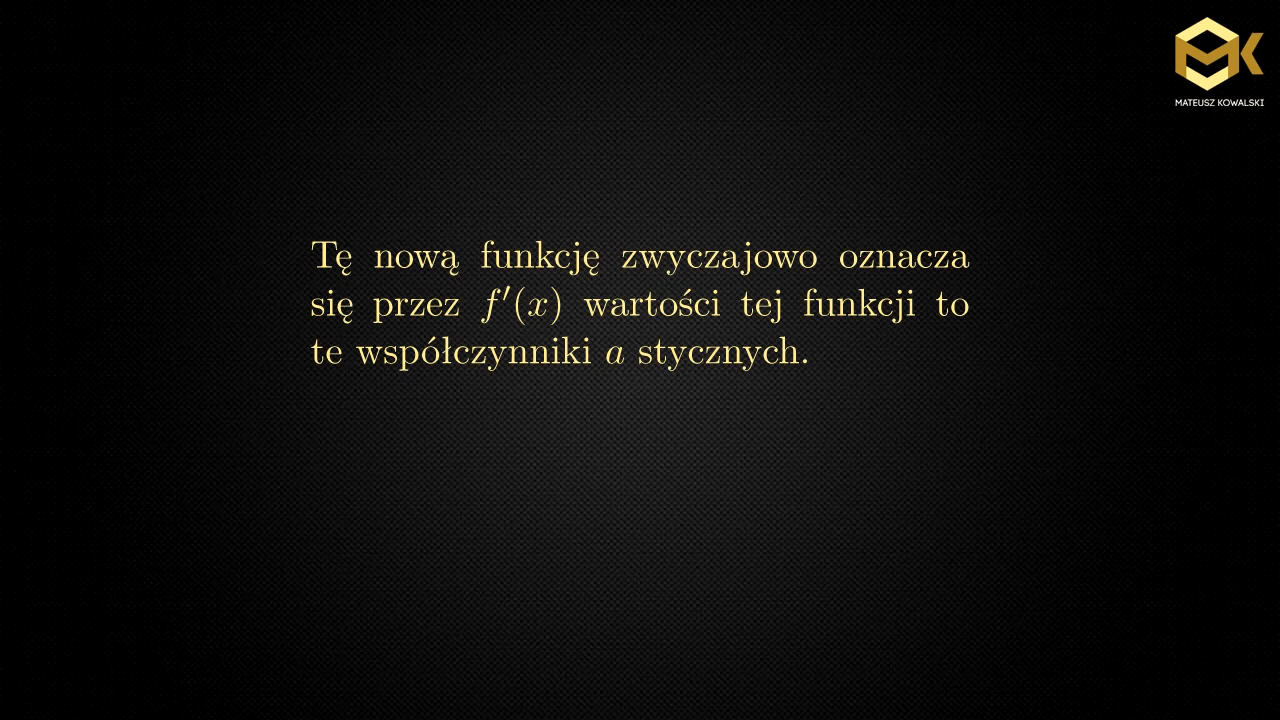 MATEUSZ KOWALSKI
Tę nową funkcję zwyczajowo oznacza
się przez f′(x) wartości tej funkcji to
te współczynniki a stycznych.